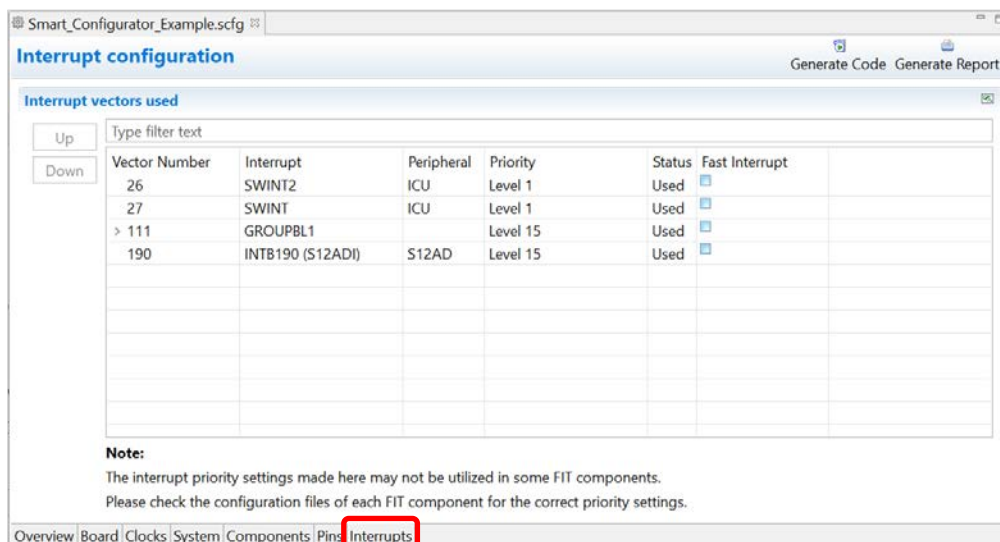 Smart_Configurator_Example.scfg
Interrupt configuration
Generate Code Generate Report
Interrupt vectors used
Up
Type filter text
Down
Vector Number Interrupt Peripheral Priority Status Fast Interrupt
26 SWINT2 ICU Level 1 Used
27 SWINT ICU Level 1 Used
> 111 GROUPBL1 Level 15 Used
190 INTB190 (S12ADI) S12AD Level 15 Used
Note:
The interrupt priority settings made here may not be utilized in some FIT components.
Please check the configuration files of each FIT component for the correct priority settings.
Overview Board Clocks System Components Pins Interrupts